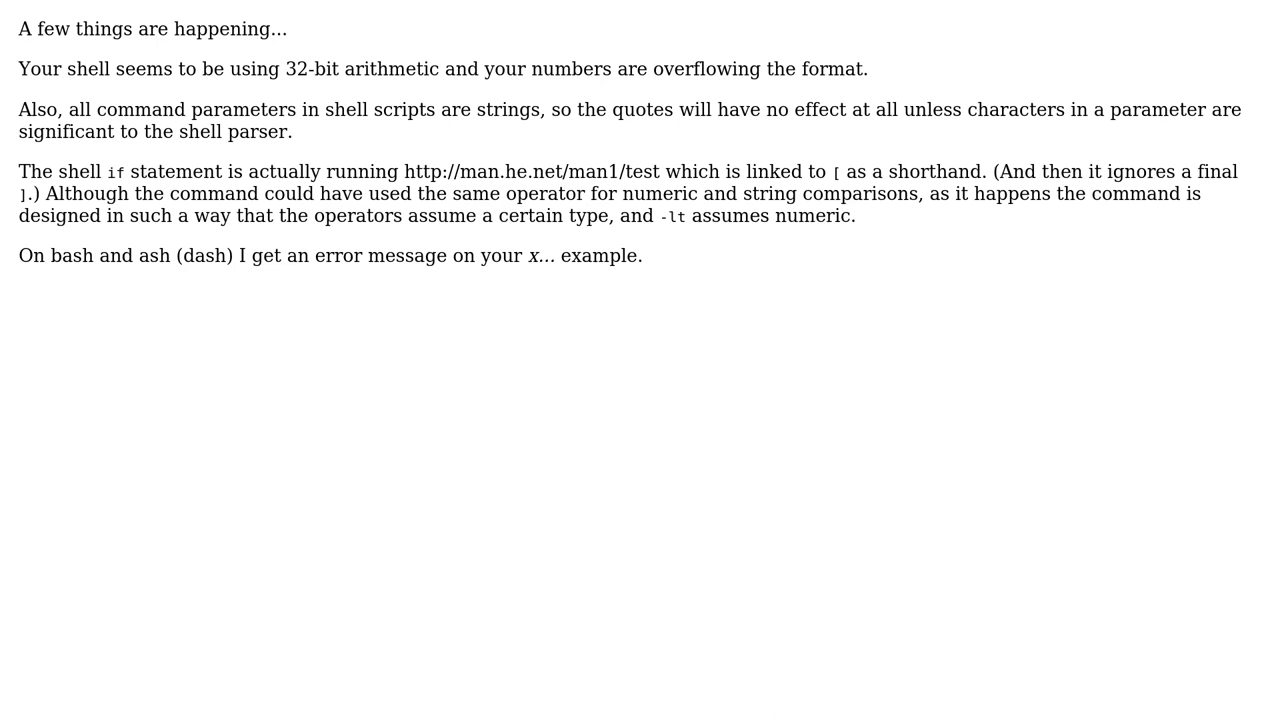 A few things are happening...
Your shell seems to be using 32-bit arithmetic and your numbers are overflowing the format.
Also, all command parameters in shell scripts are strings, so the quotes will have no effect at all unless characters in a parameter are
significant to the shell parser.
The shell if statement is actually running http://man.he.net/man1/test which is linked to [ as a shorthand. (And then it ignores a final
].) Although the command could have used the same operator for numeric and string comparisons, as it happens the command is
designed in such a way that the operators assume a certain type, and -lt assumes numeric.
On bash and ash (dash) I get an error message on your x... example.